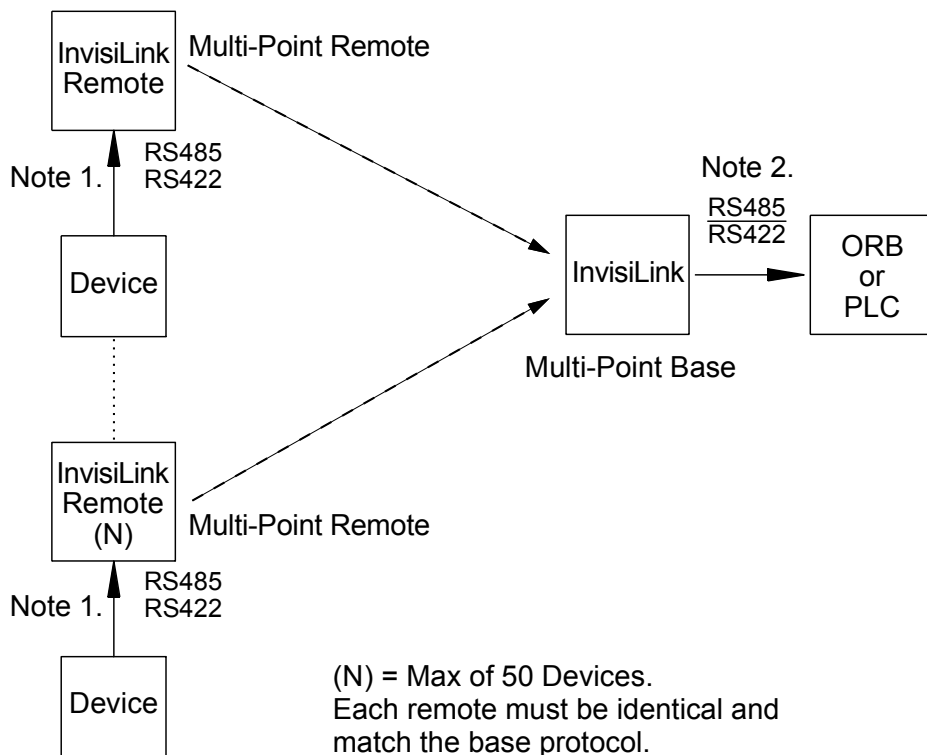 InvisiLink
Remote
Multi-Point Remote
Note 1.
RS485
RS422
Device
InvisiLink
Remote
(N)
Multi-Point Remote
Note 1.
RS485
RS422
Device
InvisiLink
Multi-Point Base
Note 2.
RS485
RS422
ORB
or
PLC
(N) = Max of 50 Devices.
Each remote must be identical and
match the base protocol.